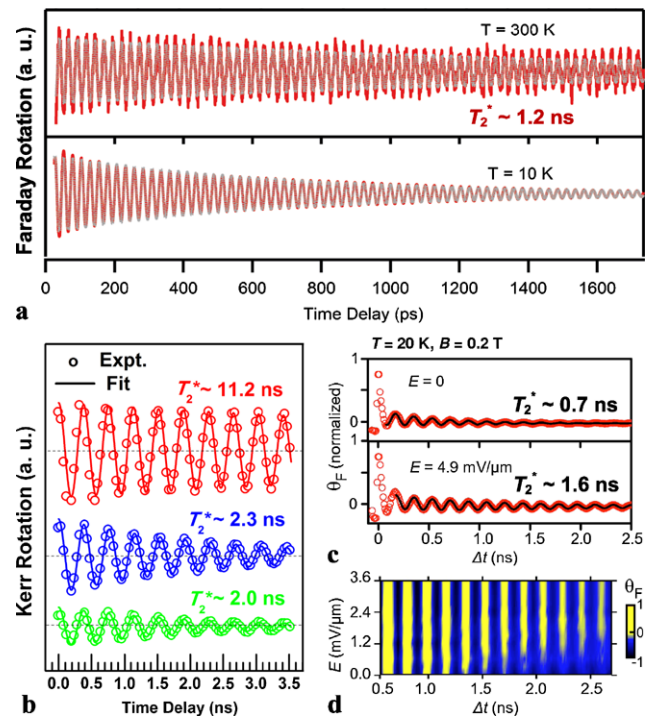 Faraday Rotation (a. u.)
T = 300 K
T2* ~ 1.2 ns
T = 10 K
0 200 400 600 800 1000 1200 1400 1600
Time Delay (ps)
a
Kerr Rotation (a. u.)
Expt.
Fit
T2* ~ 11.2 ns
T2* ~ 2.3 ns
T2* ~ 2.0 ns
0.0 0.5 1.0 1.5 2.0 2.5 3.0 3.5
Time Delay (ns)
b
T = 20 K, B = 0.2 T
θF (normalized)
1
E = 0
T2* ~ 0.7 ns
0
1
E = 4.9 mV/µm
T2* ~ 1.6 ns
0
0 0.5 1.0 1.5 2.0 2.5
Δt (ns)
c
E (mV/µm)
3.6
2.4
1.2
0.0
θF
1
0
-1
0.5 1.0 1.5 2.0 2.5
Δt (ns)
d